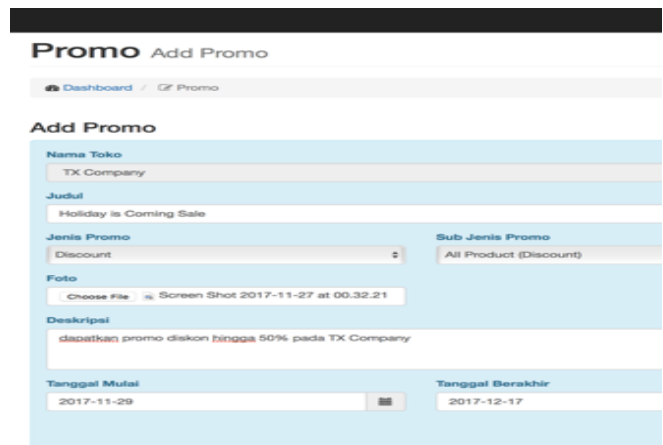 Promo Add Promo
Dashboard / Promo
Add Promo
Nama Toko
TX Company
Judul
Holiday is Coming Sale
Jenis Promo Sub Jenis Promo
Discount All Product (Discount)
Foto
Choose File Screen Shot 2017-11-27 at 00.32.21
Deskripsi
dapatkan promo diskon hingga 50% pada TX Company
Tanggal Mulai Tanggal Berakhir
2017-11-29 2017-12-17